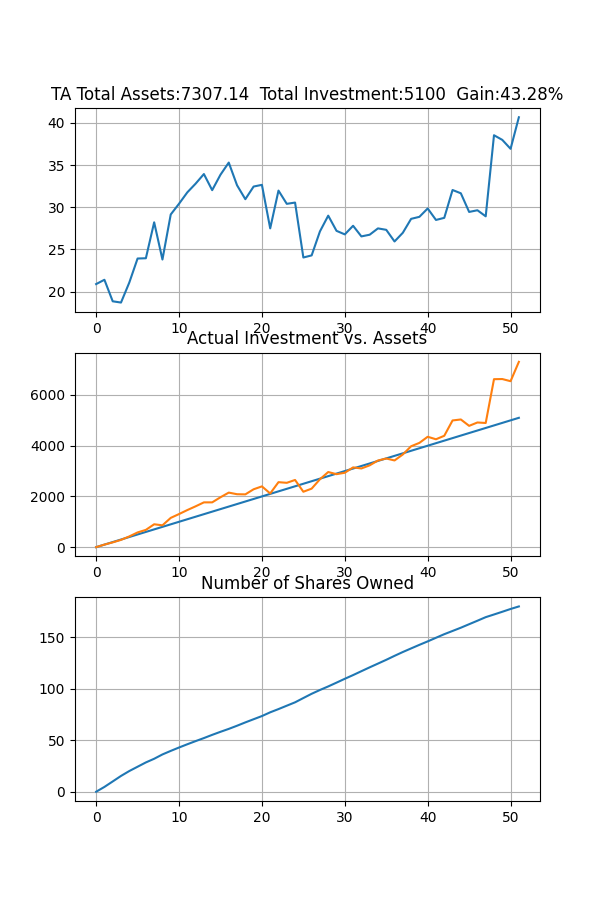 TA Total Assets:7307.14  Total Investment:5100  Gain:43.28%
40
35
30
25
20
0 10 20 30 40 50
Actual Investment vs. Assets
6000
4000
2000
0
0 10 20 30 40 50
Number of Shares Owned
150
100
50
0
0 10 20 30 40 50